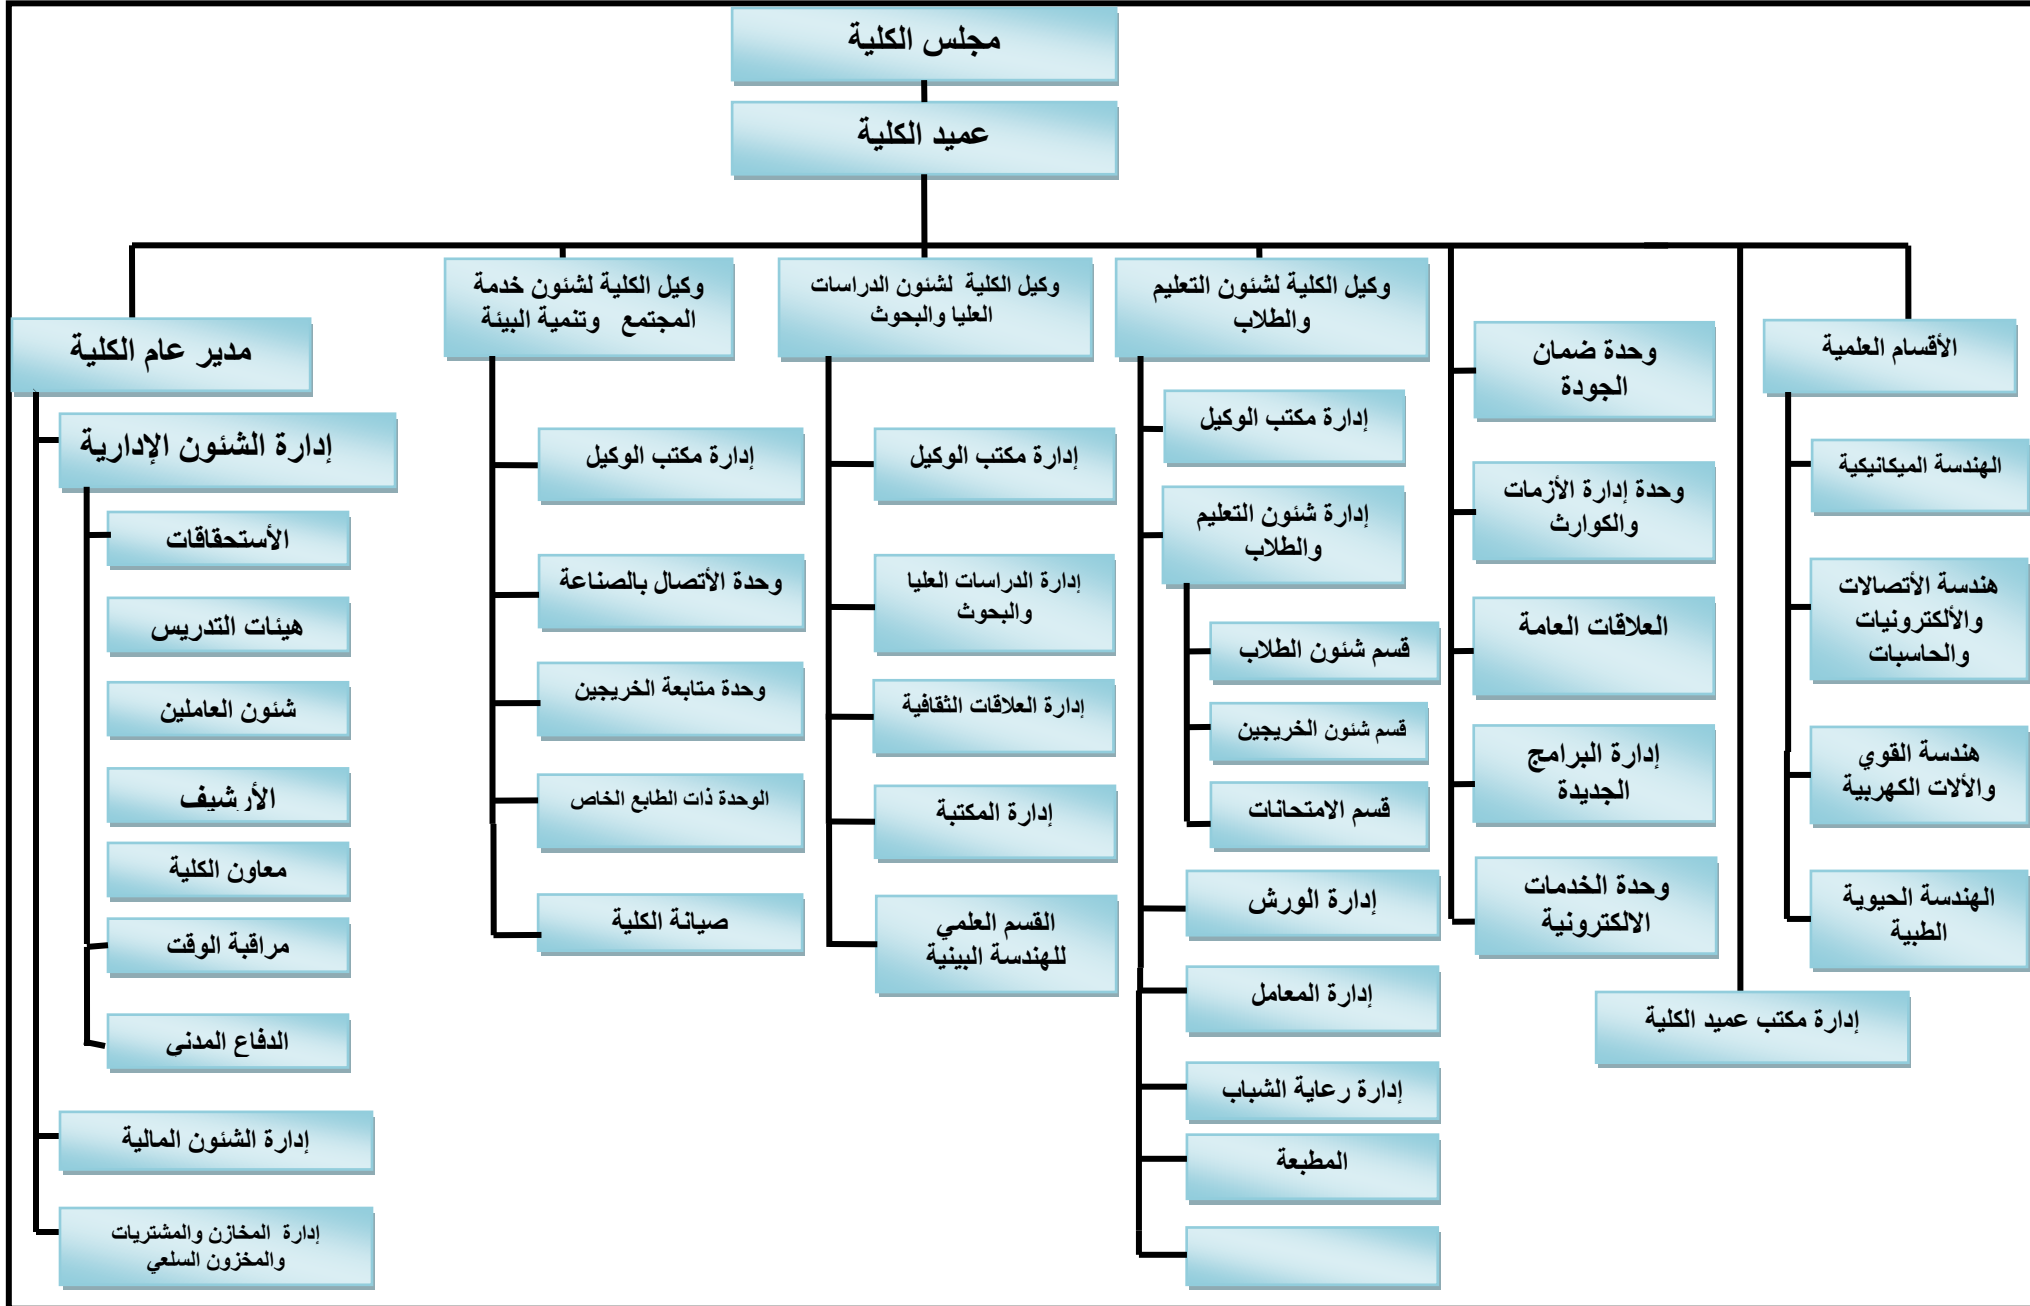 مجلس الكلية
عميد الكلية
الأقسام العلمية
الهندسة الميكانيكية
هندسة الأتصالات
والألكترونيات
والحاسبات
هندسة القوي
والألات الكهربية
الهندسة الحيوية
الطبية
إدارة مكتب عميد الكلية
وحدة ضمان
الجودة
وحدة إدارة الأزمات
والكوارث
العلاقات العامة
إدارة البرامج
الجديدة
وحدة الخدمات
الالكترونية
وكيل الكلية لشئون التعليم
والطلاب
إدارة مكتب الوكيل
إدارة شئون التعليم
والطلاب
قسم شئون الطلاب
قسم شئون الخريجين
قسم الامتحانات
إدارة الورش
إدارة المعامل
إدارة رعاية الشباب
المطبعة
وكيل الكلية لشئون الدراسات
العليا والبحوث
إدارة مكتب الوكيل
إدارة الدراسات العليا
والبحوث
إدارة العلاقات الثقافية
إدارة المكتبة
القسم العلمي
للهندسة البينية
وكيل الكلية لشئون خدمة
المجتمع وتنمية البيئة
إدارة مكتب الوكيل
وحدة الأتصال بالصناعة
وحدة متابعة الخريجين
الوحدة ذات الطابع الخاص
صيانة الكلية
مدير عام الكلية
إدارة الشئون الإدارية
الأستحقاقات
هيئات التدريس
شئون العاملين
الأرشيف
معاون الكلية
مراقبة الوقت
الدفاع المدنى
إدارة الشئون المالية
إدارة المخازن والمشتريات
والمخزون السلعي